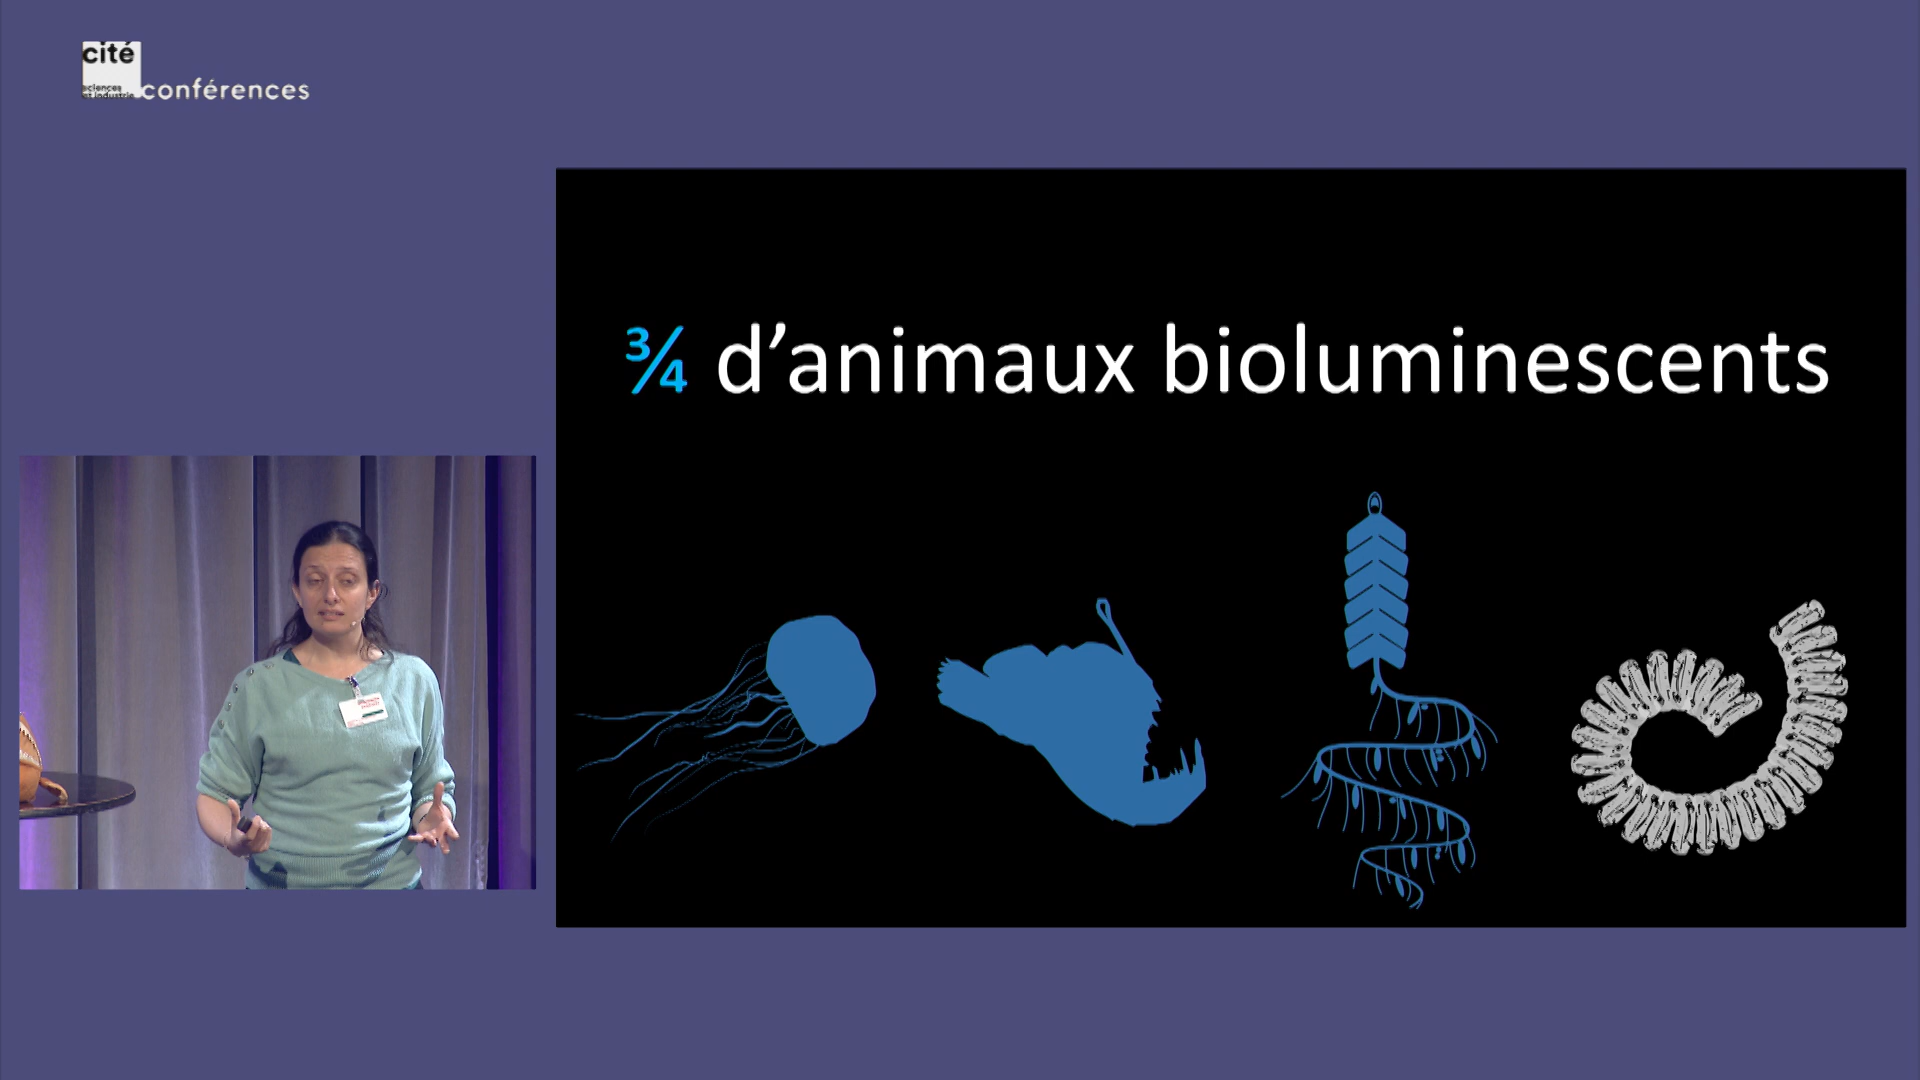 cité
sciences
et industrie
conférences
¾ d’animaux bioluminescents